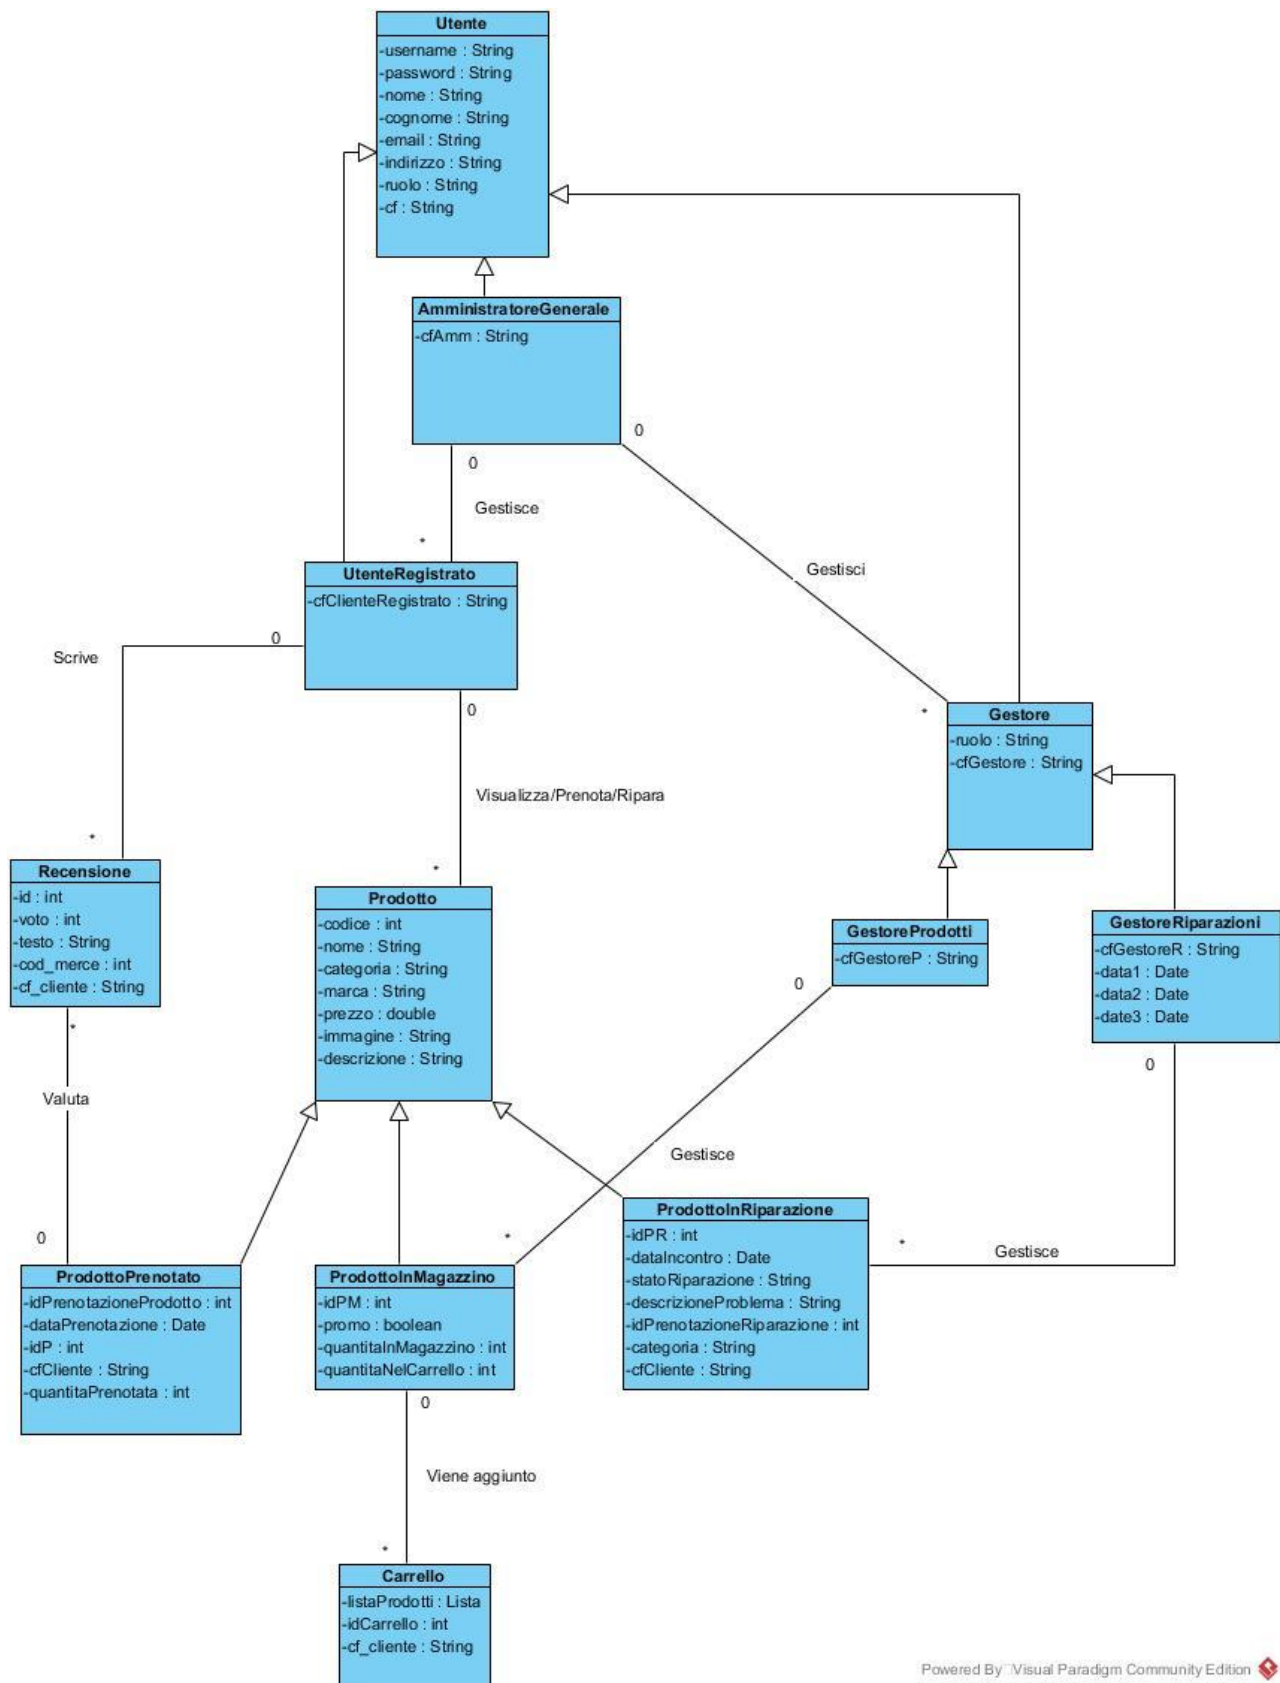 Utente
-username : String
-password : String
-nome : String
-cognome : String
-email : String
-indirizzo : String
-ruolo : String
-cf : String
AmministratoreGenerale
-cfAmm : String
0
0
Gestisce
*
Gestisci
UtenteRegistrato
-cfClienteRegistrato : String
0
Scrive
0
*
Gestore
-ruolo : String
-cfGestore : String
Visualizza/Prenota/Ripara
*
*
Recensione
-id : int
-voto : int
-testo : String
-cod_merce : int
-cf_cliente : String
*
Prodotto
-codice : int
-nome : String
-categoria : String
-marca : String
-prezzo : double
-immagine : String
-descrizione : String
GestoreProdotti
-cfGestoreP : String
0
GestoreRiparazioni
-cfGestoreR : String
-data1 : Date
-data2 : Date
-date3 : Date
0
Valuta
Gestisce
0
*
*
Gestisce
ProdottoPrenotato
-idPrenotazioneProdotto : int
-dataPrenotazione : Date
-idP : int
-cfCliente : String
-quantitaPrenotata : int
ProdottoInMagazzino
-idPM : int
-promo : boolean
-quantitaInMagazzino : int
-quantitaNelCarrello : int
ProdottoInRiparazione
-idPR : int
-dataIncontro : Date
-statoRiparazione : String
-descrizioneProblema : String
-idPrenotazioneRiparazione : int
-categoria : String
-cfCliente : String
0
Viene aggiunto
*
Carrello
-listaProdotti : Lista
-idCarrello : int
-cf_cliente : String
Powered By Visual Paradigm Community Edition